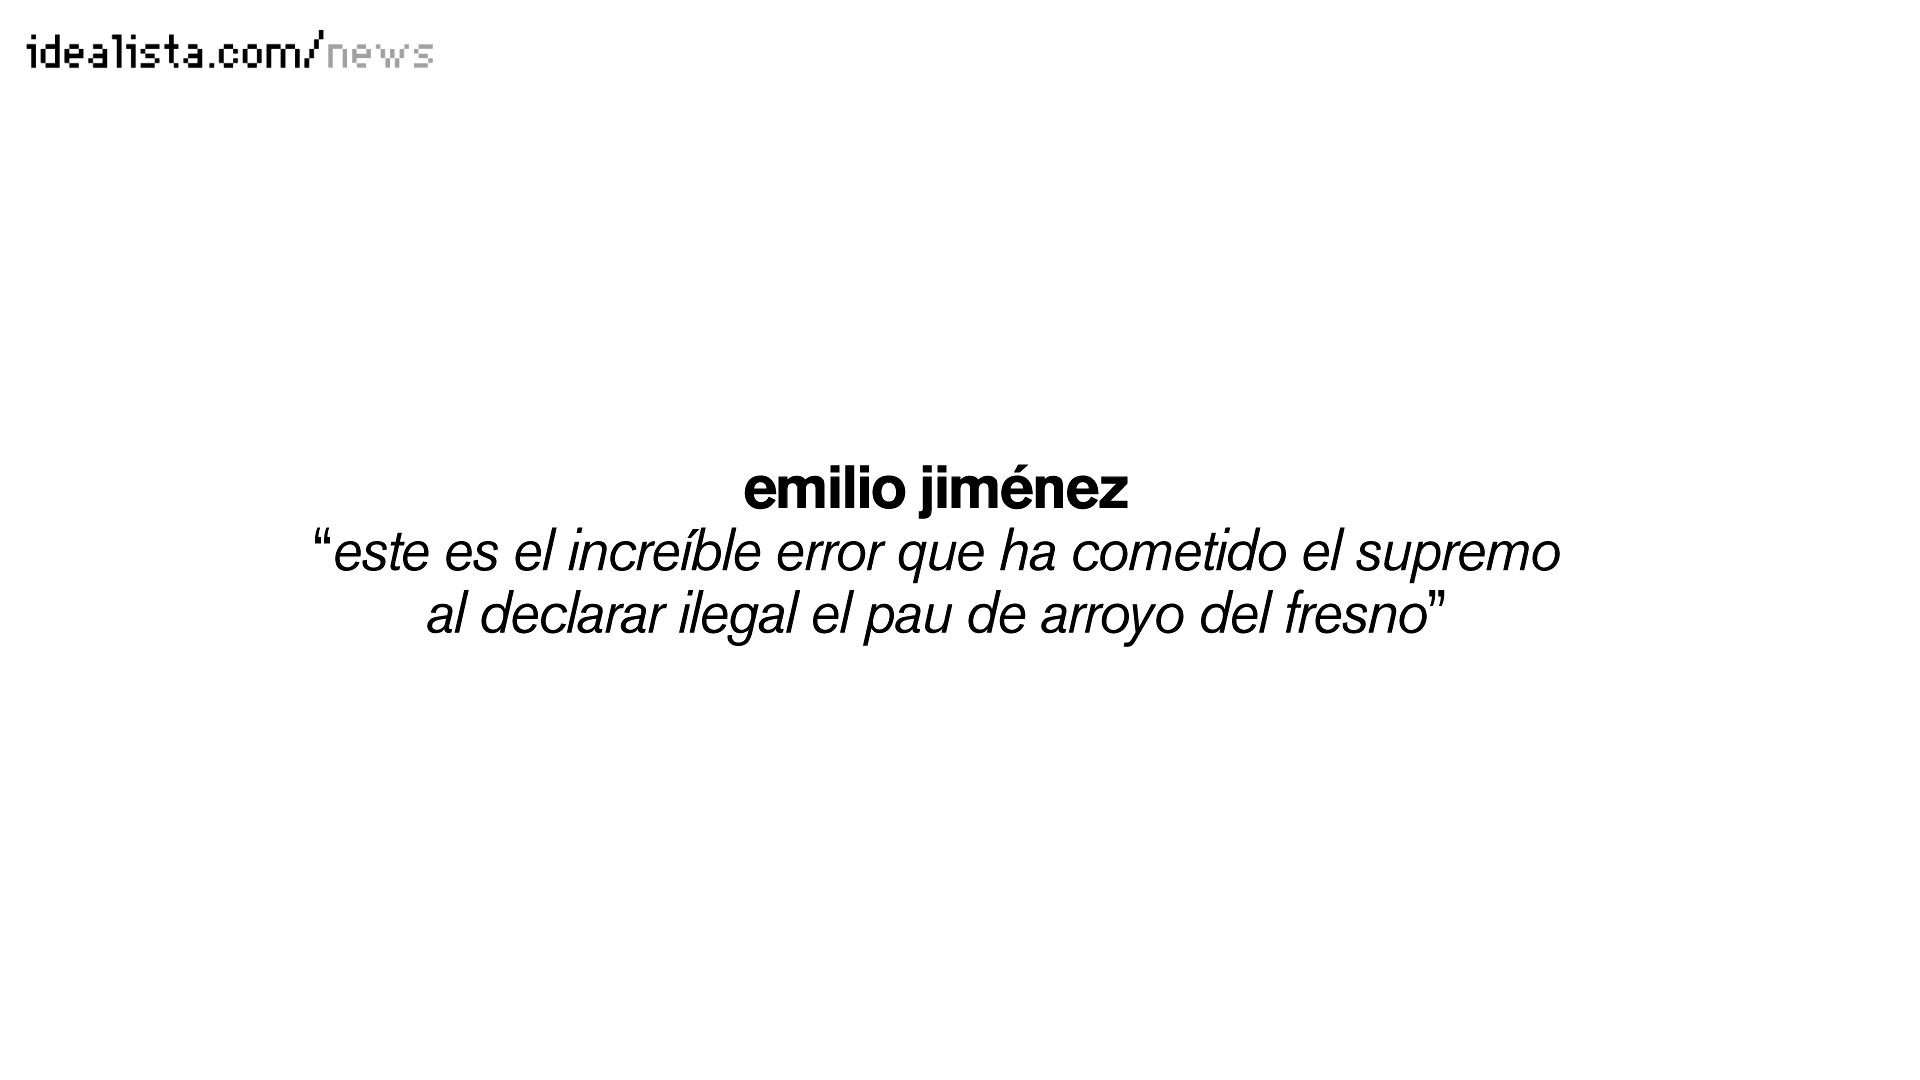 idealista.com/news
emilio jiménez
“este es el increíble error que ha cometido el supremo
al declarar ilegal el pau de arroyo del fresno”